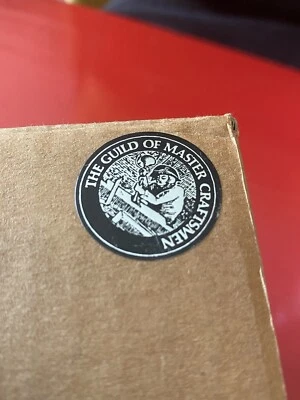 THE GUILD OF MASTER CRAFTSMEN